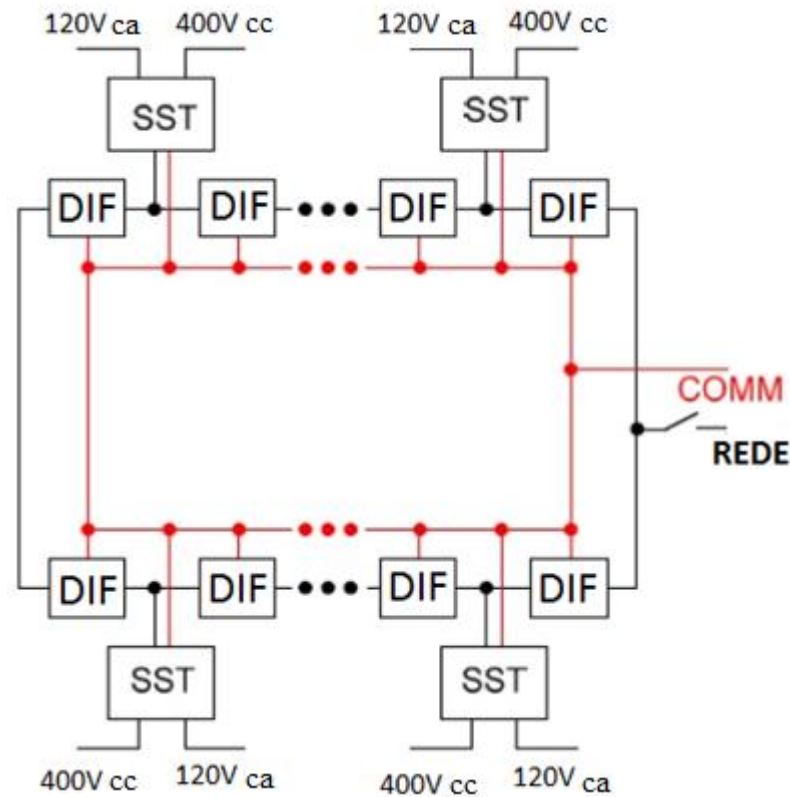 120V ca 400V cc 120V ca 400V cc
SST SST
DIF DIF DIF DIF
COMM
REDE
DIF DIF DIF DIF
SST SST
400V cc 120V ca 400V cc 120V ca